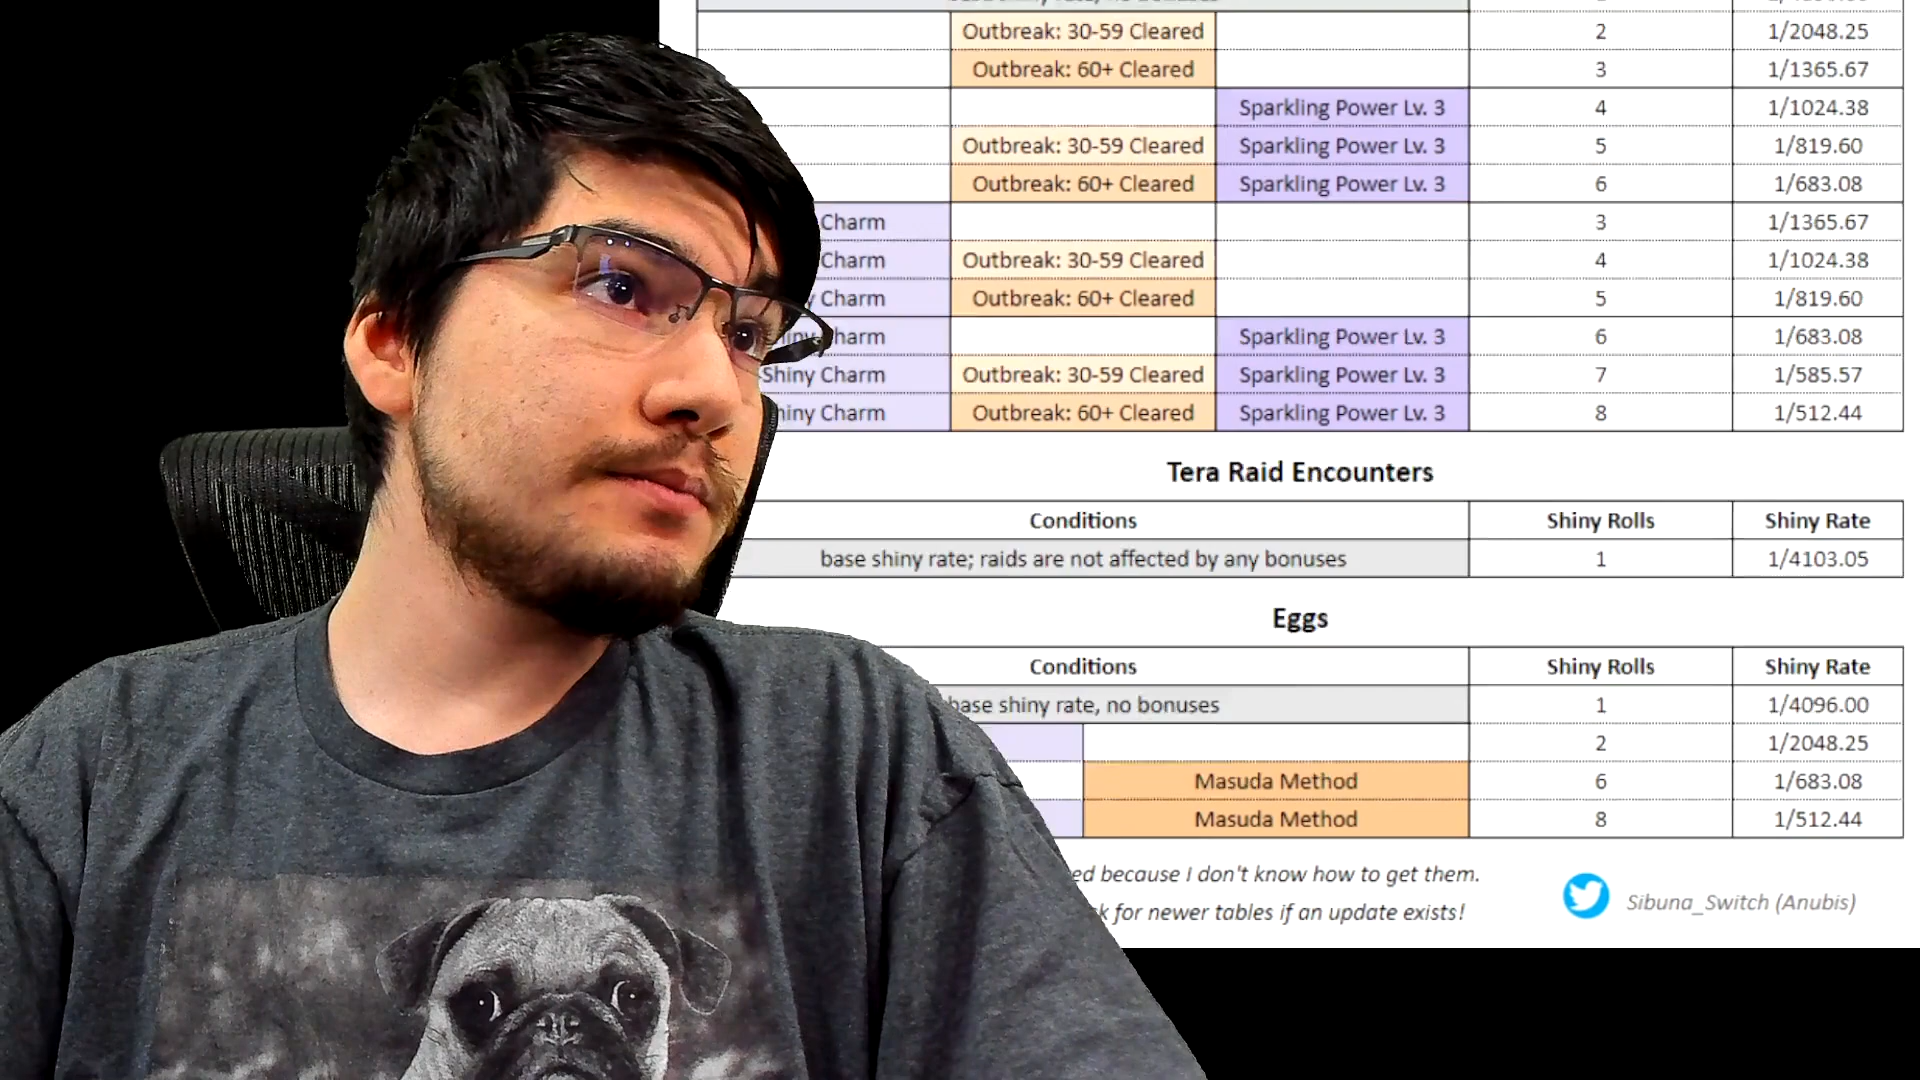 2 1/2048.25
Outbreak: 30-59 Cleared
Outbreak: 60+ Cleared 3 1/1365.67
Sparkling Power Lv. 3 4 1/1024.38
Outbreak: 30-59 Cleared Sparkling Power Lv. 3 5 1/819.60
Outbreak: 60+ Cleared Sparkling Power Lv. 3 6 1/683.08
Charm 3 1/1365.67
Charm Outbreak: 30-59 Cleared 4 1/1024.38
Charm Outbreak: 60+ Cleared 5 1/819.60
Sparkling Power Lv. 3 6 1/683.08
Shiny Charm Outbreak: 30-59 Cleared Sparkling Power Lv. 3 7 1/585.57
Charm Outbreak: 60+ Cleared Sparkling Power Lv. 3 8 1/512.44
Tera Raid Encounters
Conditions Shiny Rolls Shiny Rate
base shiny rate; raids are not affected by any bonuses 1 1/4103.05
Eggs
Conditions Shiny Rolls Shiny Rate
base shiny rate, no bonuses 1 1/4096.00
2 1/2048.25
Masuda Method 6 1/683.08
Masuda Method 8 1/512.44
because I don't know how to get them.
for newer tables if an update exists!
Sibuna_Switch (Anubis)